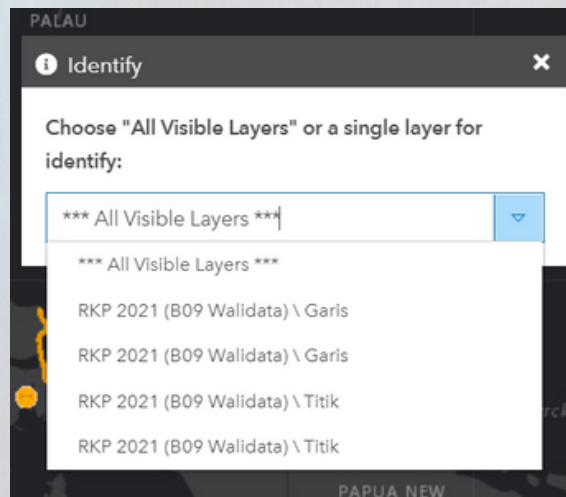 PALAU
Identify
Choose "All Visible Layers" or a single layer for
identify:
*** All Visible Layers ***
*** All Visible Layers ***
RKP 2021 (B09 Walidata) \ Garis
RKP 2021 (B09 Walidata) \ Garis
RKP 2021 (B09 Walidata) \ Titik
RKP 2021 (B09 Walidata) \ Titik
PAPUA NEW